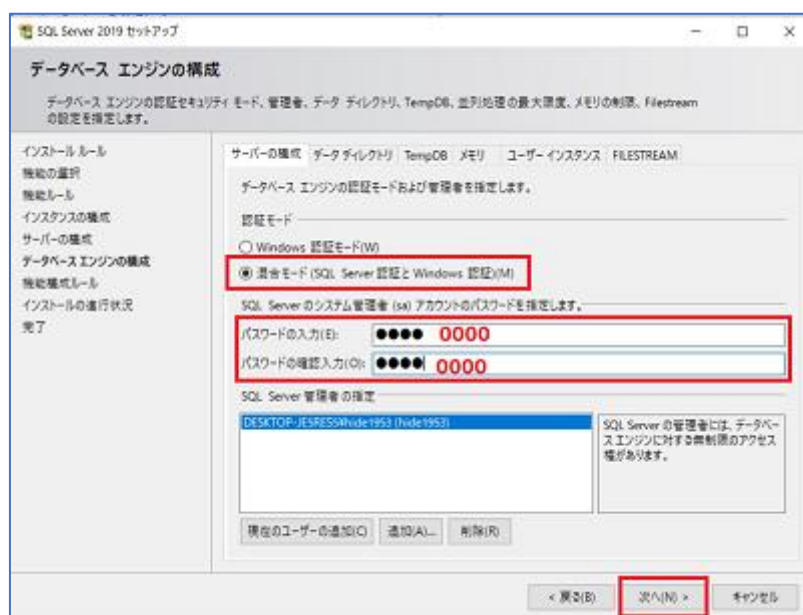 SQL Server 2019 セットアップ
データベース エンジンの構成
データベース エンジンの認証セキュリティ モード、管理者、データ ディレクトリ、TempDB、並列処理の最大限度、メモリの制限、Filestream
の設定を指定します。
インストール ルール
機能の選択
機能ルール
インスタンスの構成
サーバーの構成
データベース エンジンの構成
機能構成ルール
インストールの進行状況
完了
サーバーの構成 データ ディレクトリ TempDB メモリ ユーザー インスタンス FILESTREAM
データベース エンジンの認証モードおよび管理者を指定します。
認証モード
Windows 認証モード(W)
混合モード (SQL Server 認証と Windows 認証)(M)
SQL Server のシステム管理者 (sa) アカウントのパスワードを指定します。
パスワードの入力(E): ●●●● 0000
パスワードの確認入力(O): ●●●● 0000
SQL Server 管理者の指定
DESKTOP-JESRESS¥hide1953 (hide1953)
SQL Server の管理者には、データベー
ス エンジンに対する無制限のアクセス
権があります。
現在のユーザーの追加(C) 追加(A)... 削除(R)
< 戻る(B) 次へ(N) > キャンセル